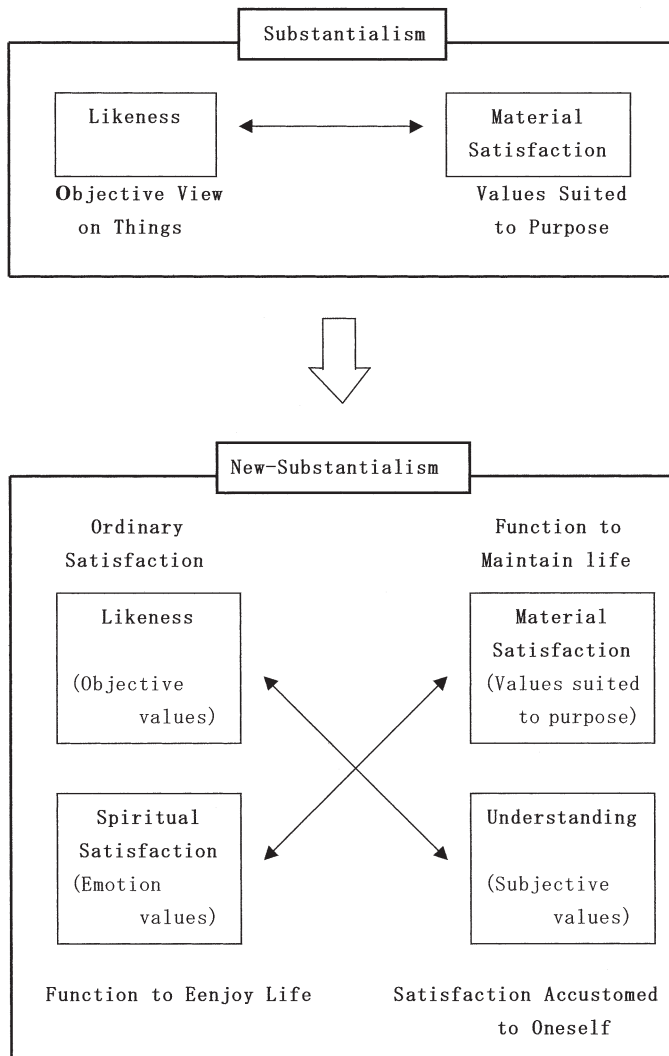 Substantialism
Likeness
Material
Satisfaction
Objective View
on Things
Values Suited
to Purpose
New-Substantialism
Ordinary
Satisfaction
Function to
Maintain life
Likeness
(Objective
values)
Material
Satisfaction
(Values suited
to purpose)
Spiritual
Satisfaction
(Emotion
values)
Understanding
(Subjective
values)
Function to Eenjoy Life
Satisfaction Accustomed
to Oneself